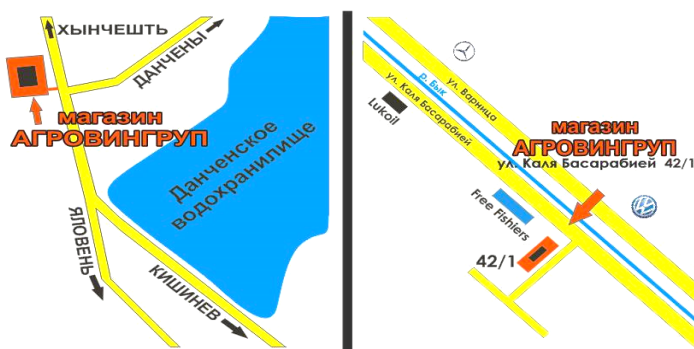 ХЫНЧЕШТЬ
ДАНЧЕНЫ
магазин
АГРОВИНГРУП
Данченское
водохранилище
ЯЛОВЕНЬ
КИШИНЕВ
р. Бык
ул. Варница
ул. Каля Басарабией
Lukoil
магазин
АГРОВИНГРУП
ул. Каля Басарабией 42/1
Free Fishiers
42/1